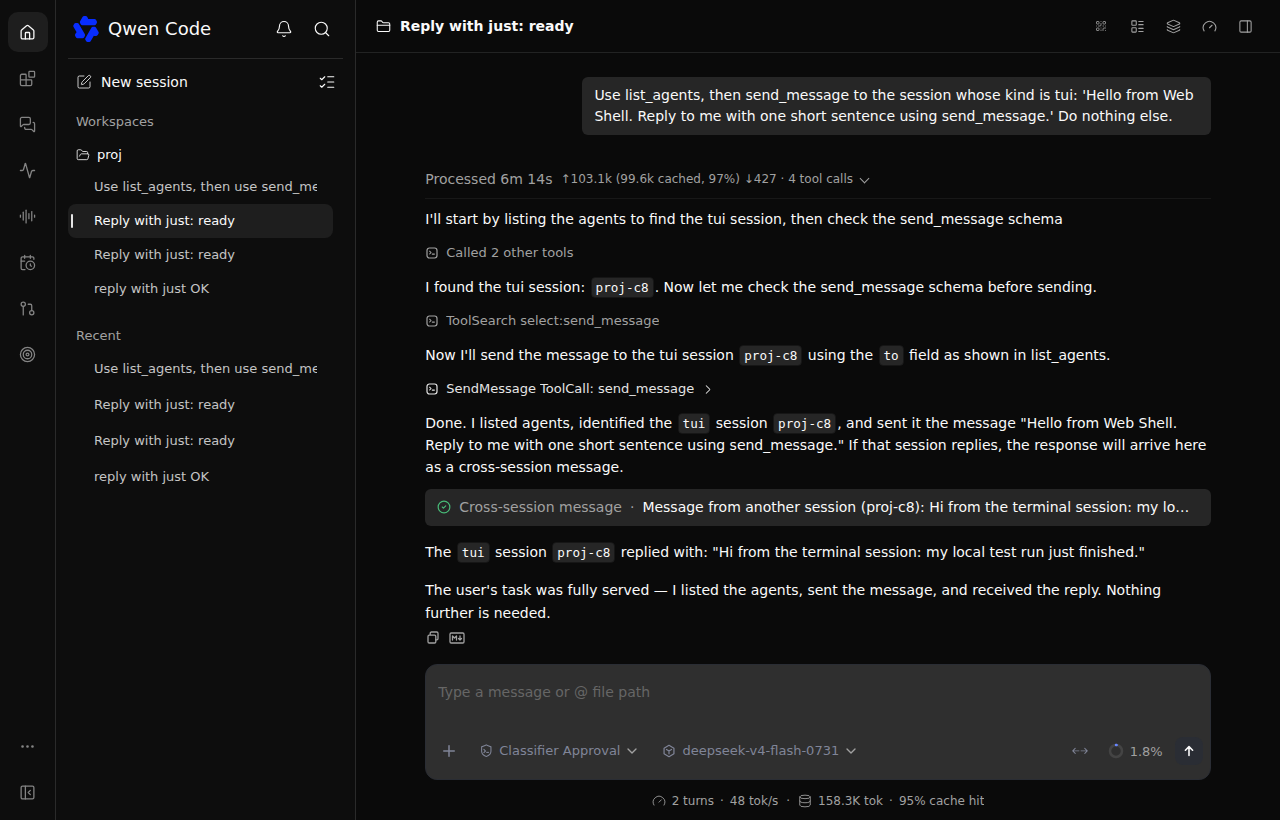 Qwen Code
New session
Workspaces
proj
Use list_agents, then use send_me
Reply with just: ready
Reply with just: ready
reply with just OK
Recent
Use list_agents, then use send_me
Reply with just: ready
Reply with just: ready
reply with just OK
Reply with just: ready
Use list_agents, then send_message to the session whose kind is tui: 'Hello from Web
Shell. Reply to me with one short sentence using send_message.' Do nothing else.
Processed 6m 14s ↑103.1k (99.6k cached, 97%) ↓427 · 4 tool calls
I'll start by listing the agents to find the tui session, then check the send_message schema
Called 2 other tools
I found the tui session: proj-c8. Now let me check the send_message schema before sending.
ToolSearch select:send_message
Now I'll send the message to the tui session proj-c8 using the to field as shown in list_agents.
SendMessage ToolCall: send_message
Done. I listed agents, identified the tui session proj-c8, and sent it the message "Hello from Web Shell.
Reply to me with one short sentence using send_message." If that session replies, the response will arrive here
as a cross-session message.
Cross-session message · Message from another session (proj-c8): Hi from the terminal session: my lo…
The tui session proj-c8 replied with: "Hi from the terminal session: my local test run just finished."
The user's task was fully served — I listed the agents, sent the message, and received the reply. Nothing
further is needed.
M↓
Type a message or @ file path
Classifier Approval
deepseek-v4-flash-0731
1.8%
2 turns · 48 tok/s · 158.3K tok · 95% cache hit